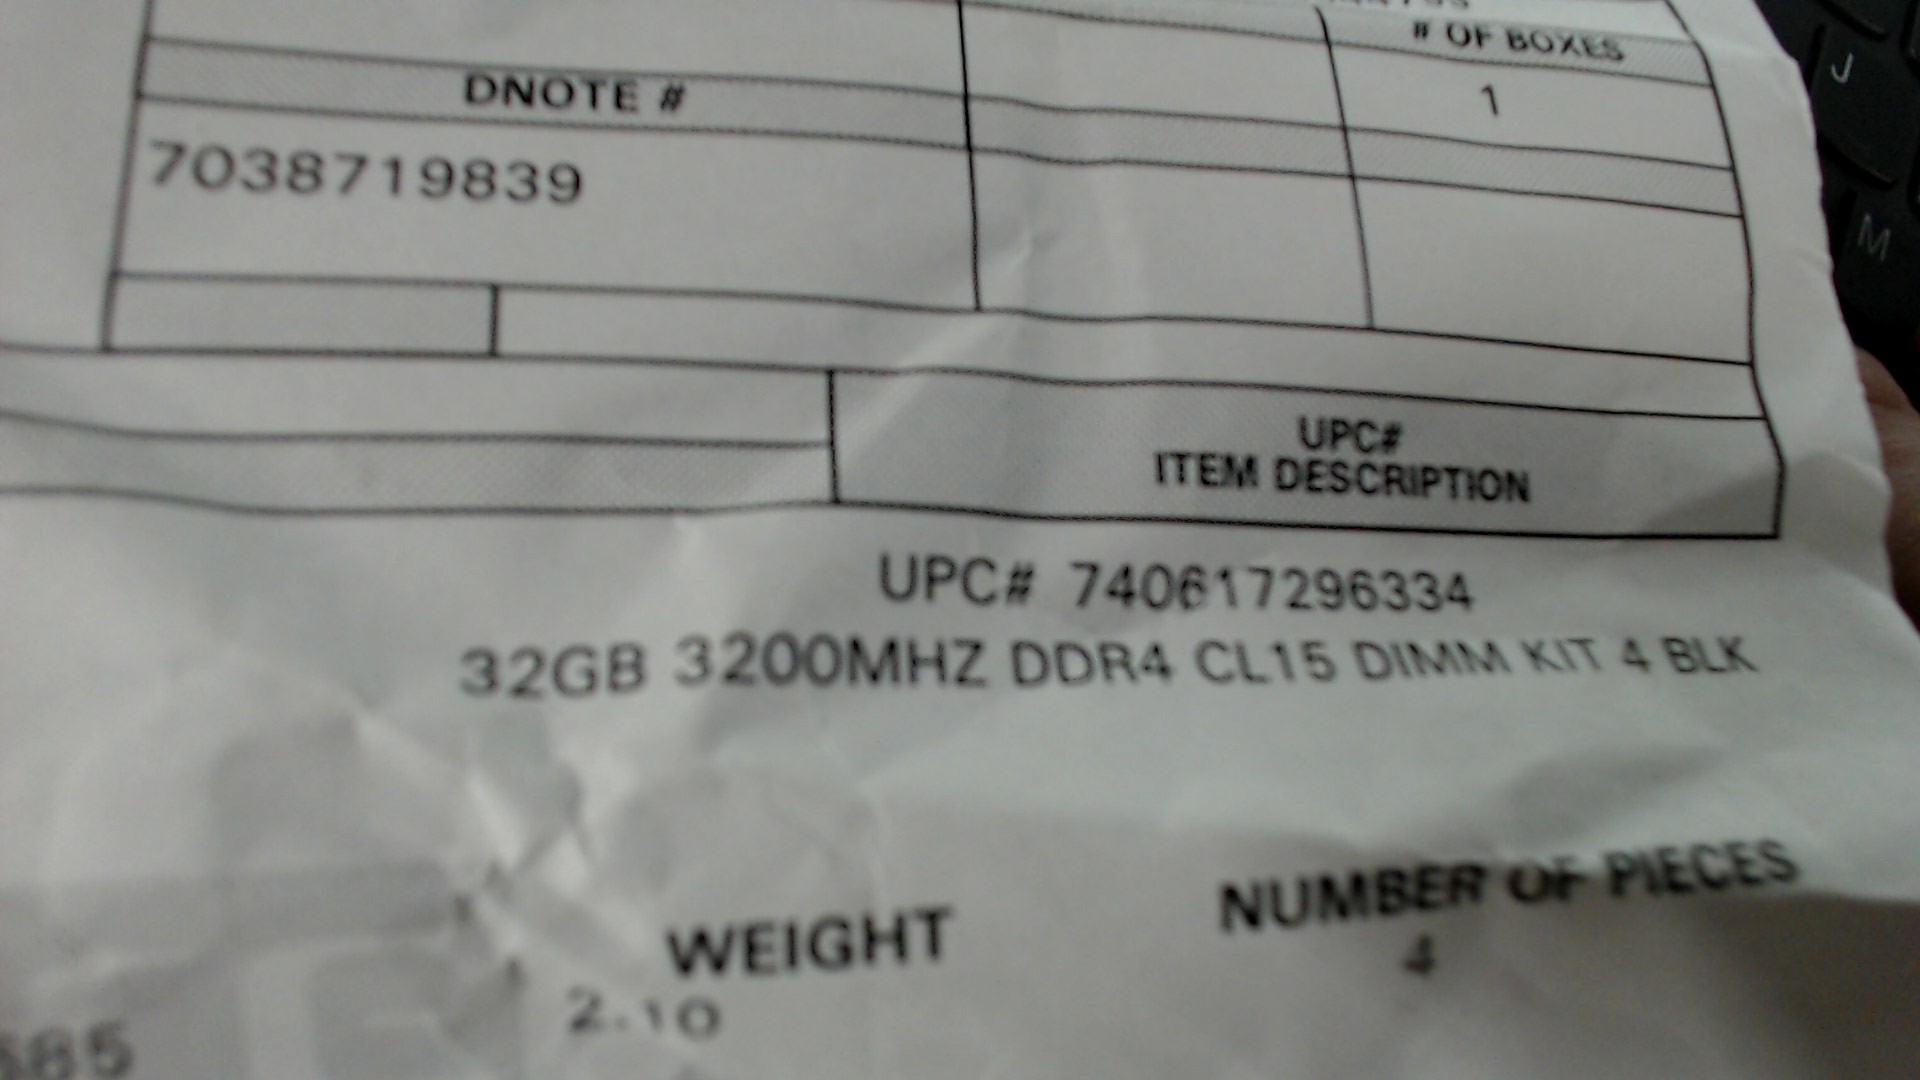 # OF BOXES
1
DNOTE #
7038719839
UPC#
ITEM DESCRIPTION
UPC# 740617296334
32GB 3200MHZ DDR4 CL15 DIMM KIT 4 BLK
WEIGHT
2.10
NUMBER OF PIECES
4
J
M